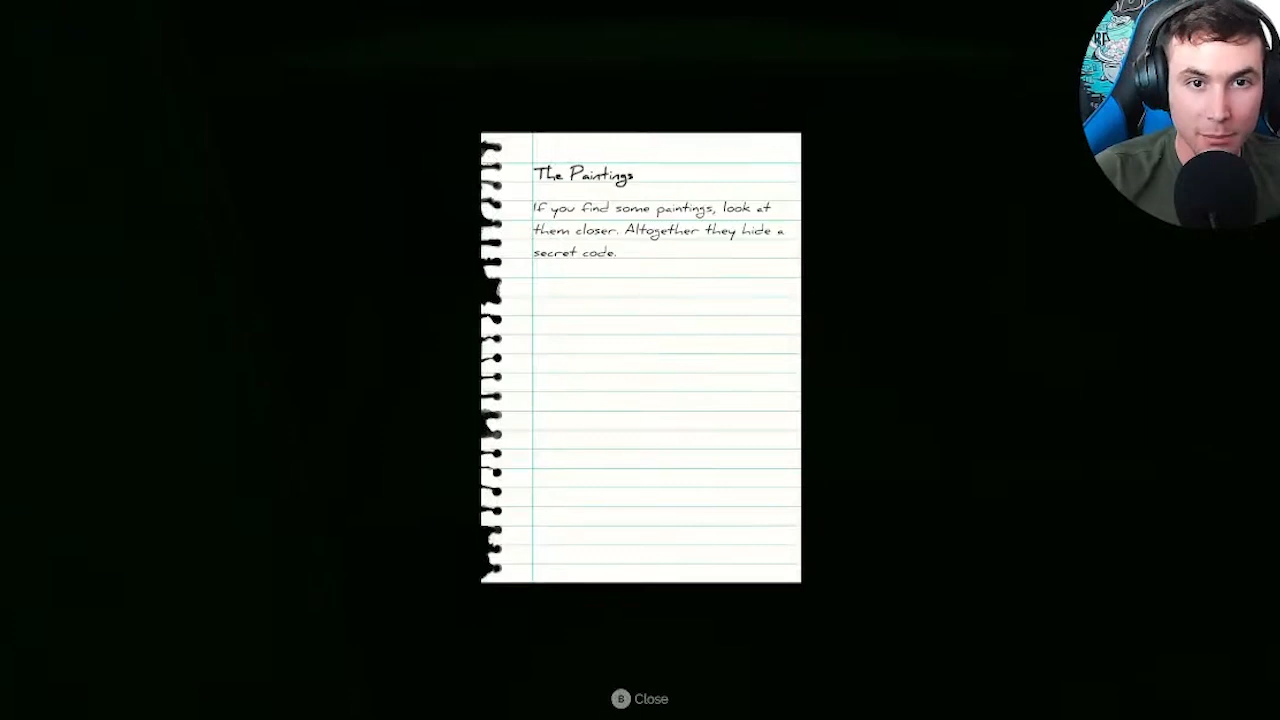 The Paintings
If you find some paintings, look at
them closer. Altogether they hide a
secret code.
B Close